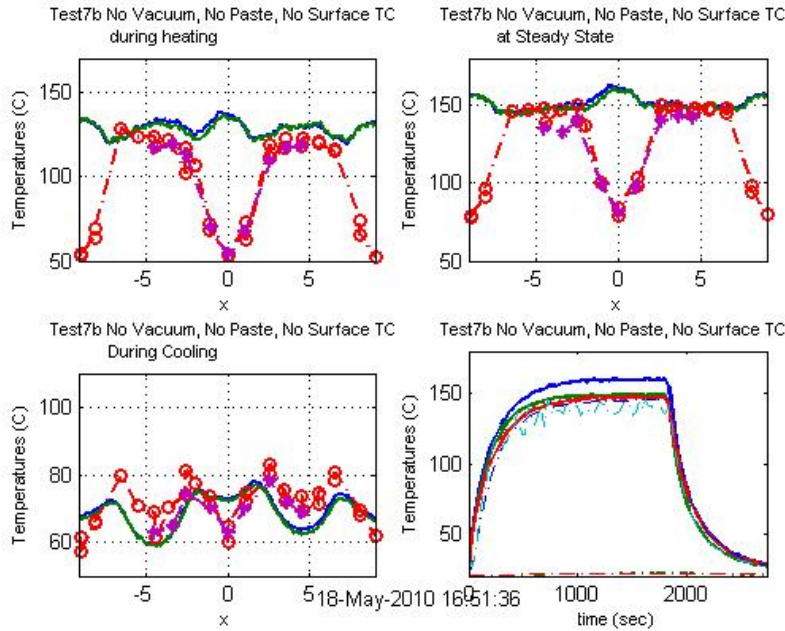 Test7b No Vacuum, No Paste, No Surface TC
during heating
Temperatures (C)
150
100
50
-5
0
5
x
Test7b No Vacuum, No Paste, No Surface TC
at Steady State
Temperatures (C)
150
100
50
-5
0
5
x
Test7b No Vacuum, No Paste, No Surface TC
During Cooling
Temperatures (C)
100
80
60
-5
0
5
x
Test7b No Vacuum, No Paste, No Surface TC
Temperatures (C)
150
100
50
0
1000
2000
time (sec)
18-May-2010 16:51:36